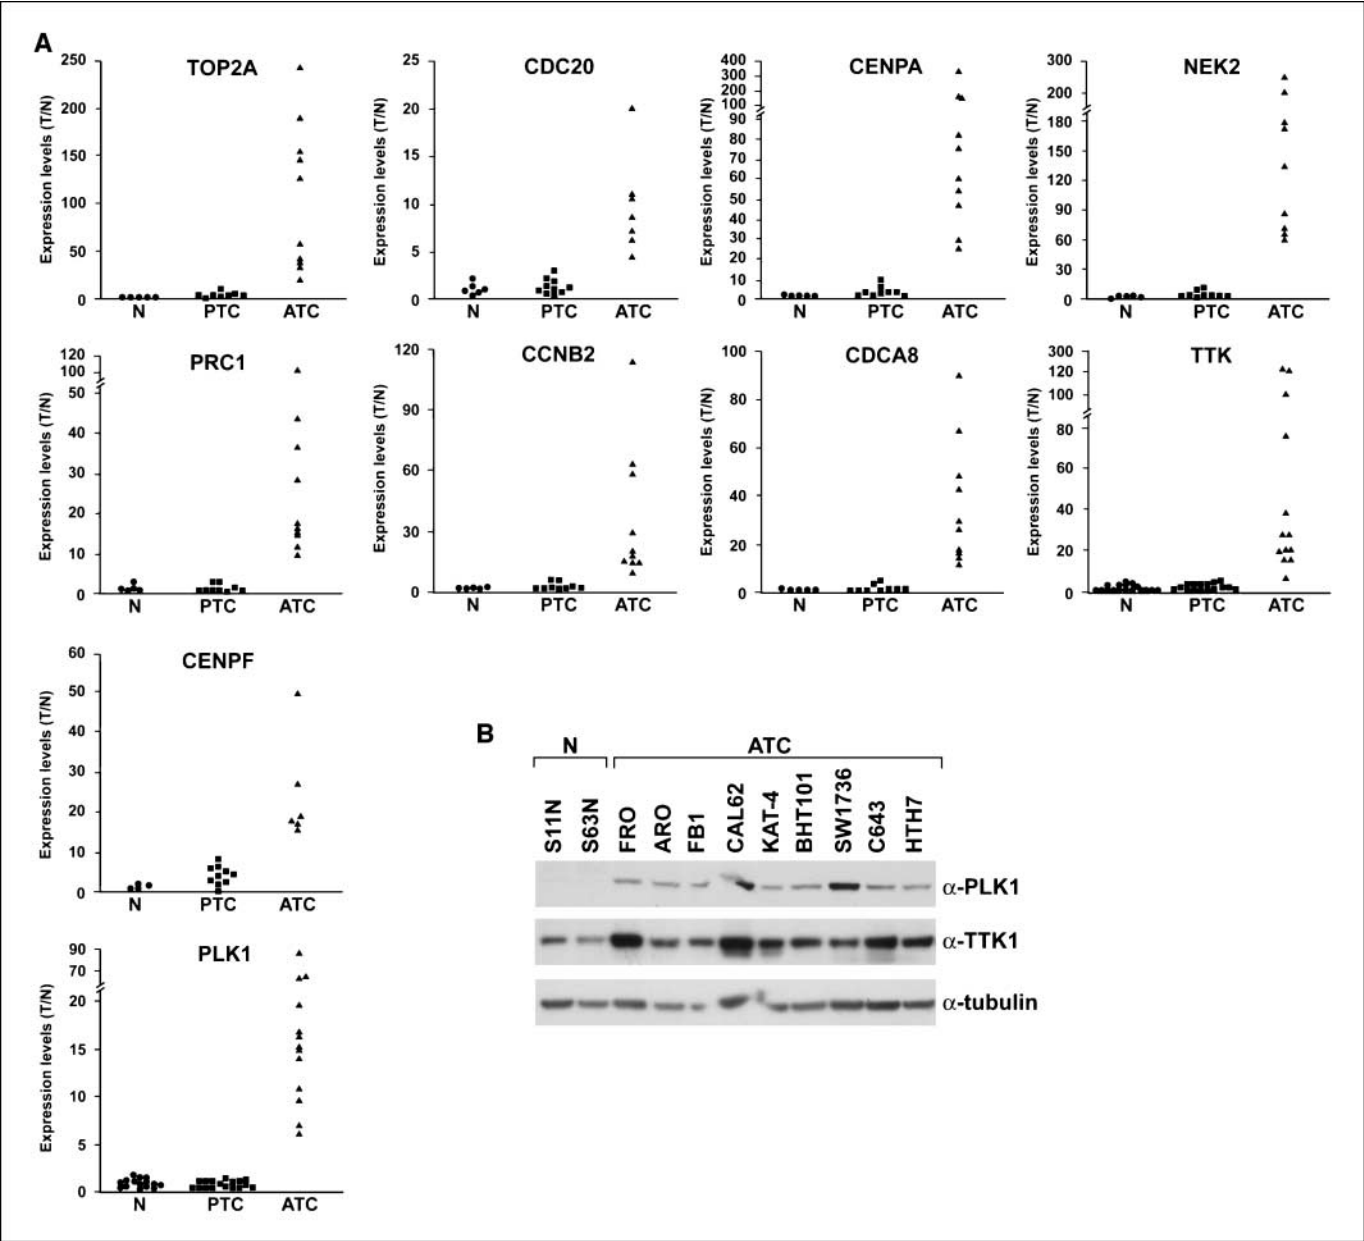 A
TOP2A
Expression levels (T/N)
250
200
150
100
50
0
N PTC ATC
CDC20
Expression levels (T/N)
25
20
15
10
5
0
N PTC ATC
CENPA
Expression levels (T/N)
400
300
200
100
90
80
70
60
50
40
30
20
10
0
N PTC ATC
NEK2
Expression levels (T/N)
300
200
180
150
120
90
60
30
0
N PTC ATC
PRC1
Expression levels (T/N)
120
100
50
40
30
20
10
0
N PTC ATC
CCNB2
Expression levels (T/N)
120
90
60
30
0
N PTC ATC
CDCA8
Expression levels (T/N)
100
80
60
40
20
0
N PTC ATC
TTK
Expression levels (T/N)
300
120
100
80
60
40
20
0
N PTC ATC
CENPF
Expression levels (T/N)
60
50
40
30
20
10
0
N PTC ATC
PLK1
Expression levels (T/N)
90
70
20
15
10
5
0
N PTC ATC
B
N ATC
S11N S63N FRO ARO FB1 CAL62 KAT-4 BHT101 SW1736 C643 HTH7
α-PLK1
α-TTK1
α-tubulin